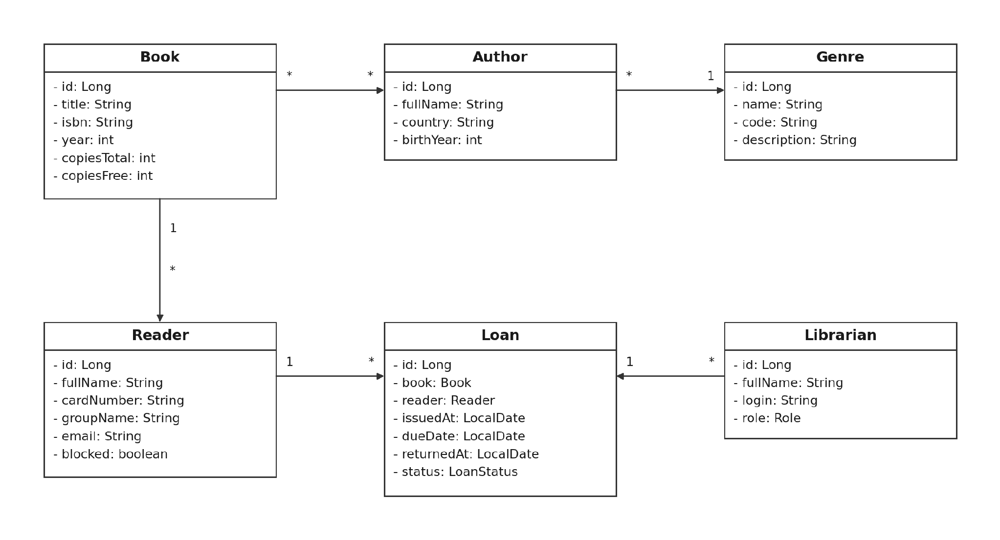 Book
- id: Long
- title: String
- isbn: String
- year: int
- copiesTotal: int
- copiesFree: int
* *
Author
- id: Long
- fullName: String
- country: String
- birthYear: int
* 1
Genre
- id: Long
- name: String
- code: String
- description: String
1
*
Reader
- id: Long
- fullName: String
- cardNumber: String
- groupName: String
- email: String
- blocked: boolean
1 *
Loan
- id: Long
- book: Book
- reader: Reader
- issuedAt: LocalDate
- dueDate: LocalDate
- returnedAt: LocalDate
- status: LoanStatus
1 *
Librarian
- id: Long
- fullName: String
- login: String
- role: Role